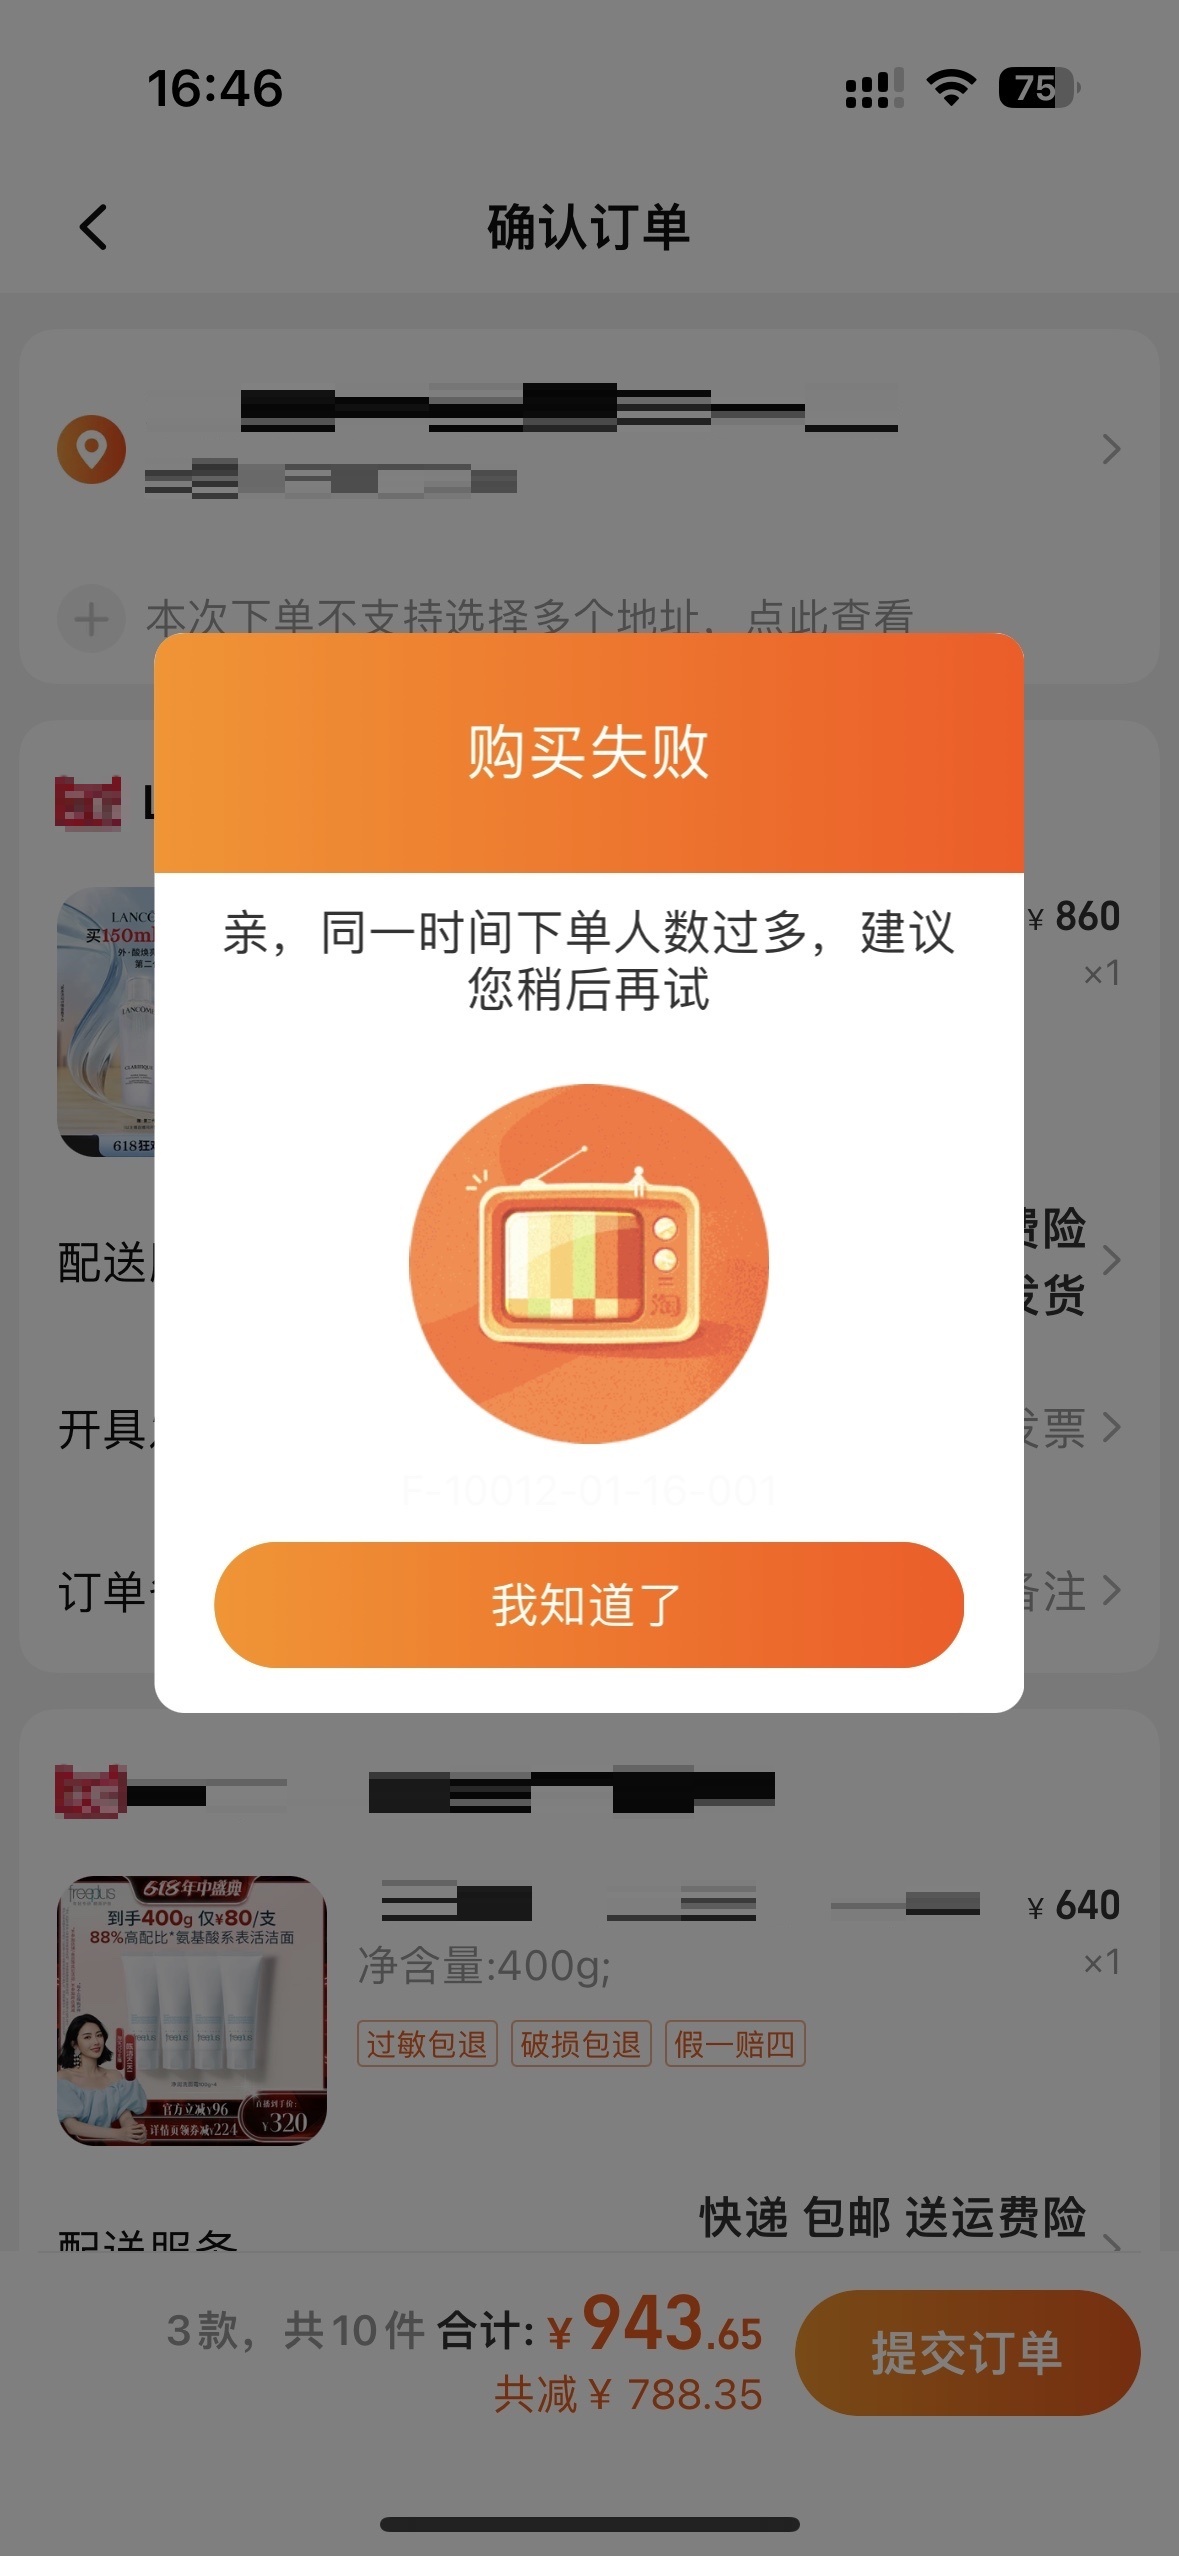 16:46
75
确认订单
本次下单不支持选择多个地址，点此查看
购买失败
亲，同一时间下单人数过多，建议
您稍后再试
LANCÔ
买150ml
第二
¥ 860
×1
618狂
配送
费险
发货
开具
发票
F-10012-01-16-001
我知道了
订单
备注
freeplus
618年中盛典
到手400g 仅¥80/支
88%高配比*氨基酸系表活洁面
官方立减¥96
详情页领券减¥224
直播到手价:
¥320
¥ 640
净含量:400g;
×1
过敏包退 破损包退 假一赔四
快递 包邮 送运费险
配送服务
3款，共10件 合计: ¥943.65
共减 ¥ 788.35
提交订单